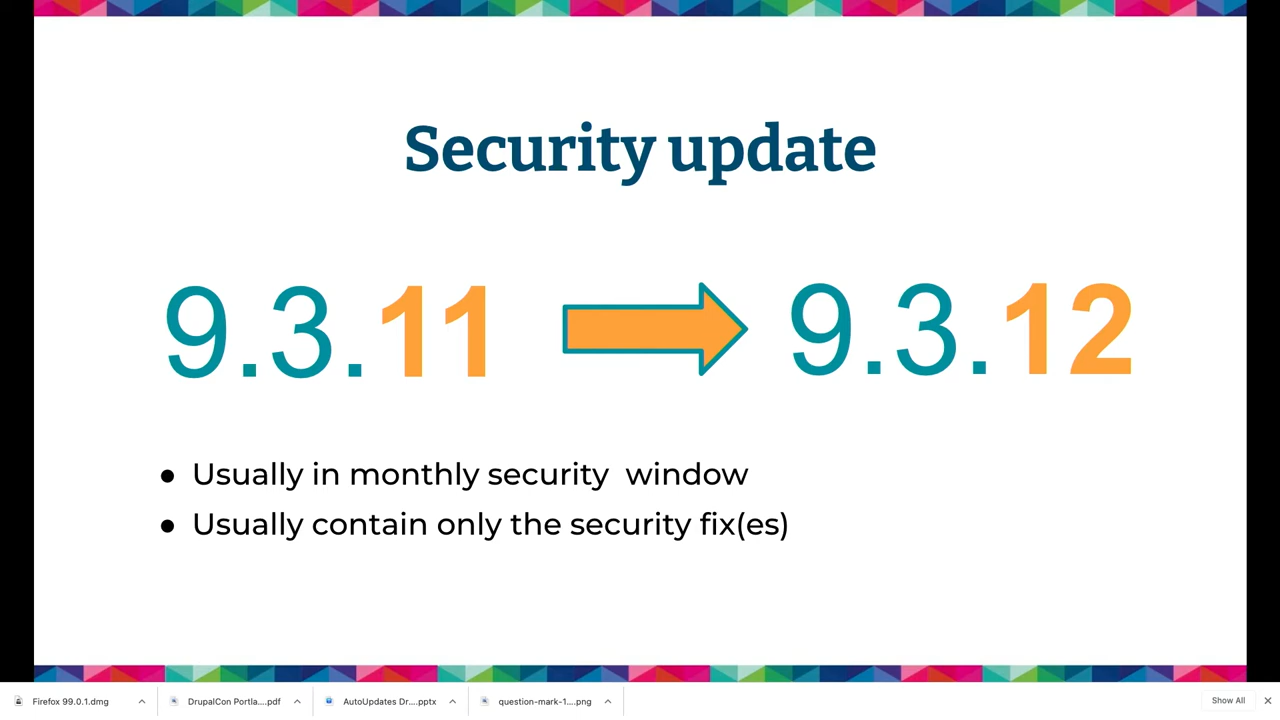 Security update
9.3.11 9.3.12
● Usually in monthly security  window
● Usually contain only the security fix(es)
Firefox 99.0.1.dmg DrupalCon Portla....pdf AutoUpdates Dr....pptx question-mark-1....png Show All